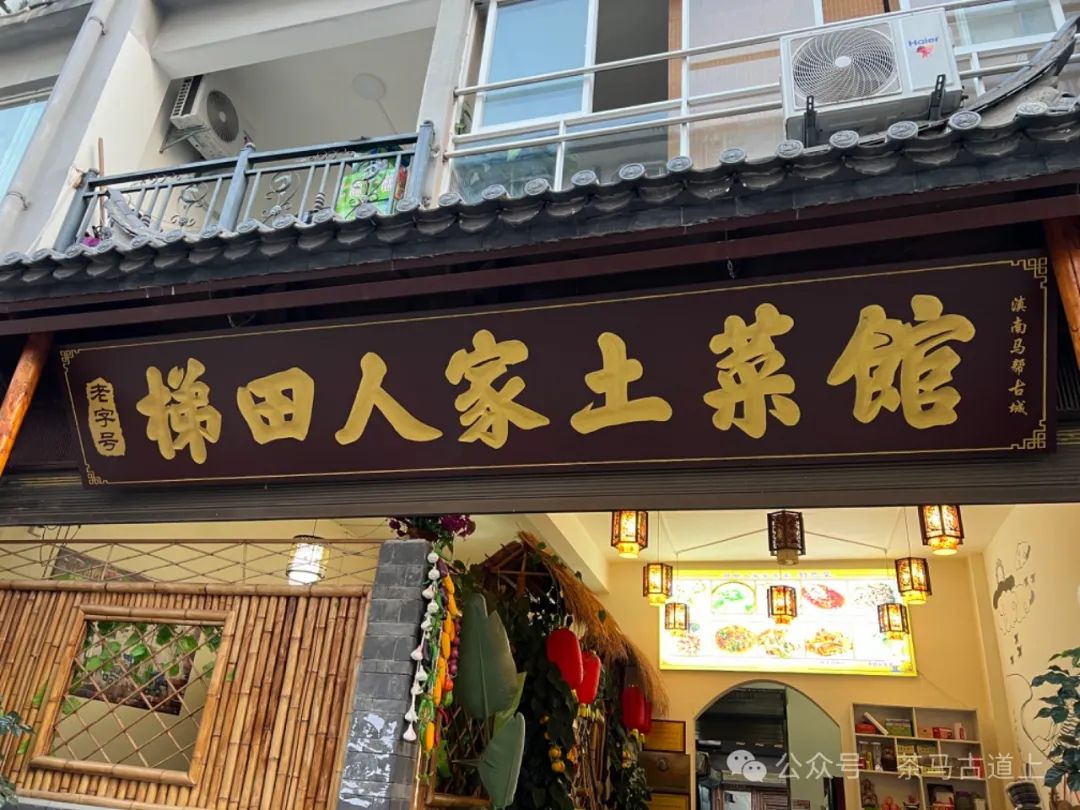 Haier
老字号
梯田人家土菜馆
滇南马帮古城
公众号 · 茶马古道上